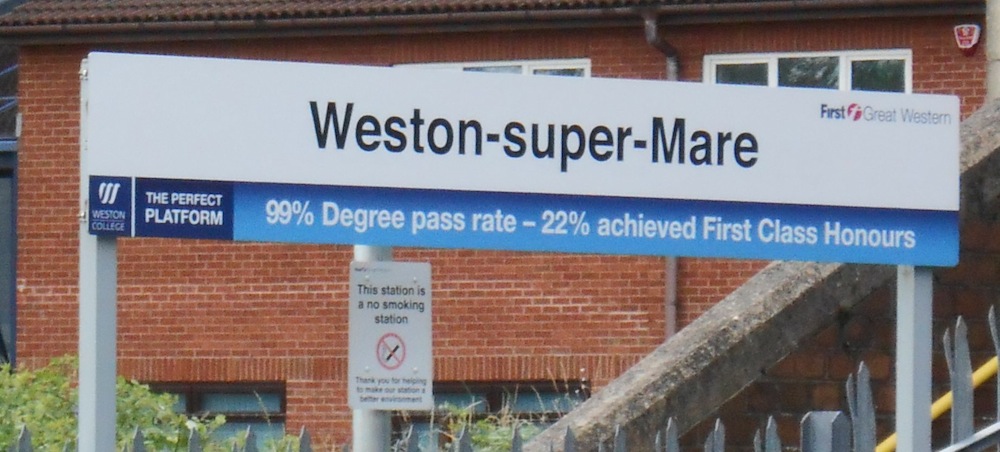 First Great Western
Weston-super-Mare
WESTON
COLLEGE
THE PERFECT
PLATFORM
99% Degree pass rate – 22% achieved First Class Honours
This station is
a no smoking
station
Thank you for helping
to make our station a
better environment